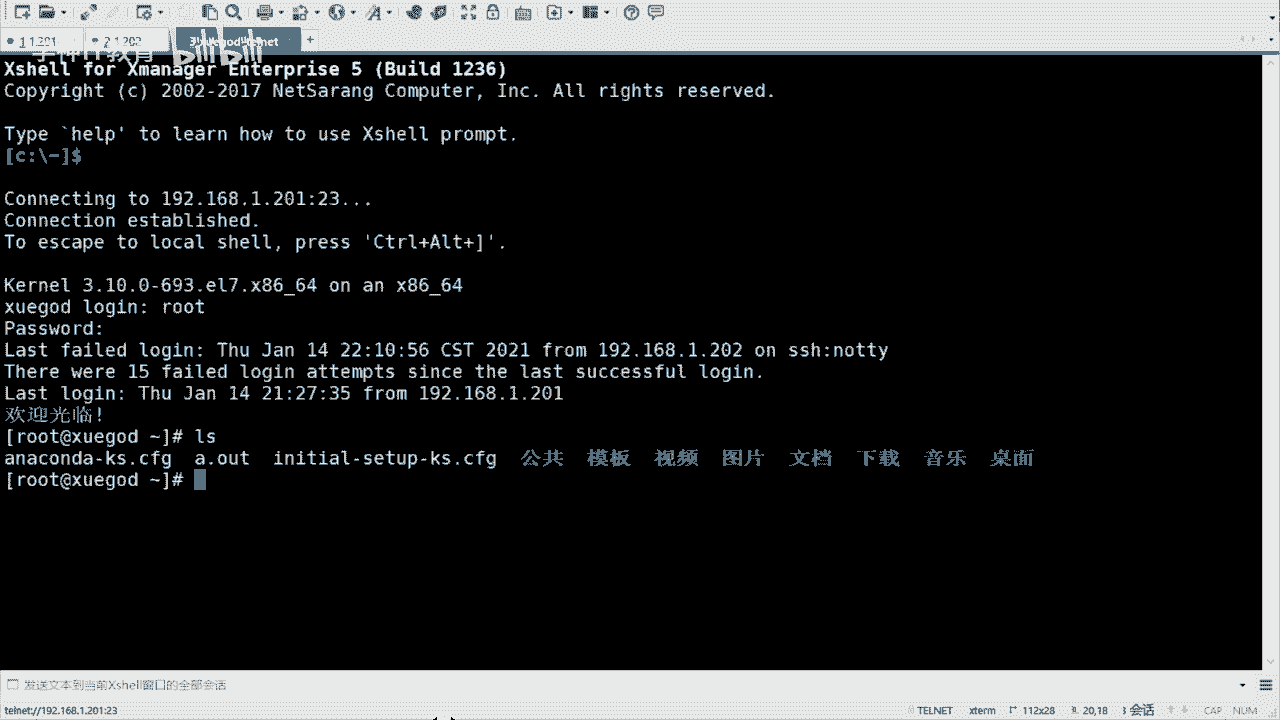 1 1.201
2 1.202
3 xuegod telnet
+
学神IT教育
bilibili
Xshell for Xmanager Enterprise 5 (Build 1236)
Copyright (c) 2002-2017 NetSarang Computer, Inc. All rights reserved.
Type `help' to learn how to use Xshell prompt.
[c:\~]$
Connecting to 192.168.1.201:23...
Connection established.
To escape to local shell, press 'Ctrl+Alt+]'.
Kernel 3.10.0-693.el7.x86_64 on an x86_64
xuegod login: root
Password:
Last failed login: Thu Jan 14 22:10:56 CST 2021 from 192.168.1.202 on ssh:notty
There were 15 failed login attempts since the last successful login.
Last login: Thu Jan 14 21:27:35 from 192.168.1.201
欢迎光临!
[root@xuegod ~]# ls
anaconda-ks.cfg a.out initial-setup-ks.cfg 公共 模板 视频 图片 文档 下载 音乐 桌面
[root@xuegod ~]#
发送文本到当前Xshell窗口的全部会话
telnet://192.168.1.201:23 TELNET xterm 112x28 20,18 3 会话 CAP NUM